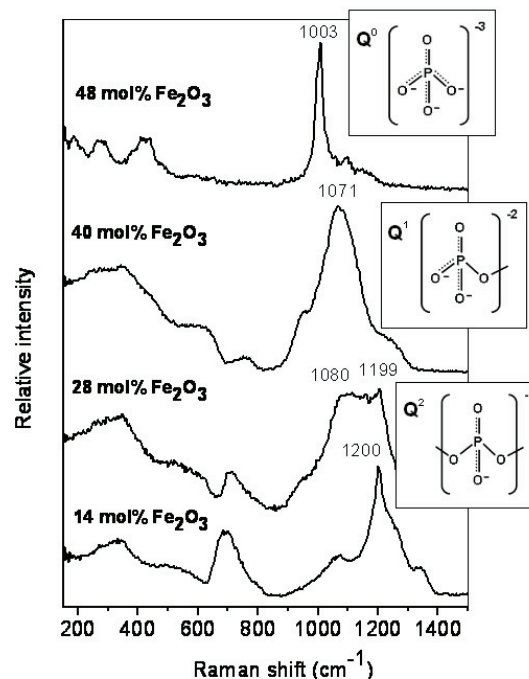 1003
Q⁰
-3
O
P
O⁻ O⁻
O⁻
48 mol% Fe₂O₃
1071
40 mol% Fe₂O₃
Q¹
-2
O
P
O⁻ O
O⁻
1080 1199
28 mol% Fe₂O₃
Q²
-
O
P
O O
O⁻
1200
14 mol% Fe₂O₃
Relative intensity
200 400 600 800 1000 1200 1400
Raman shift (cm⁻¹)